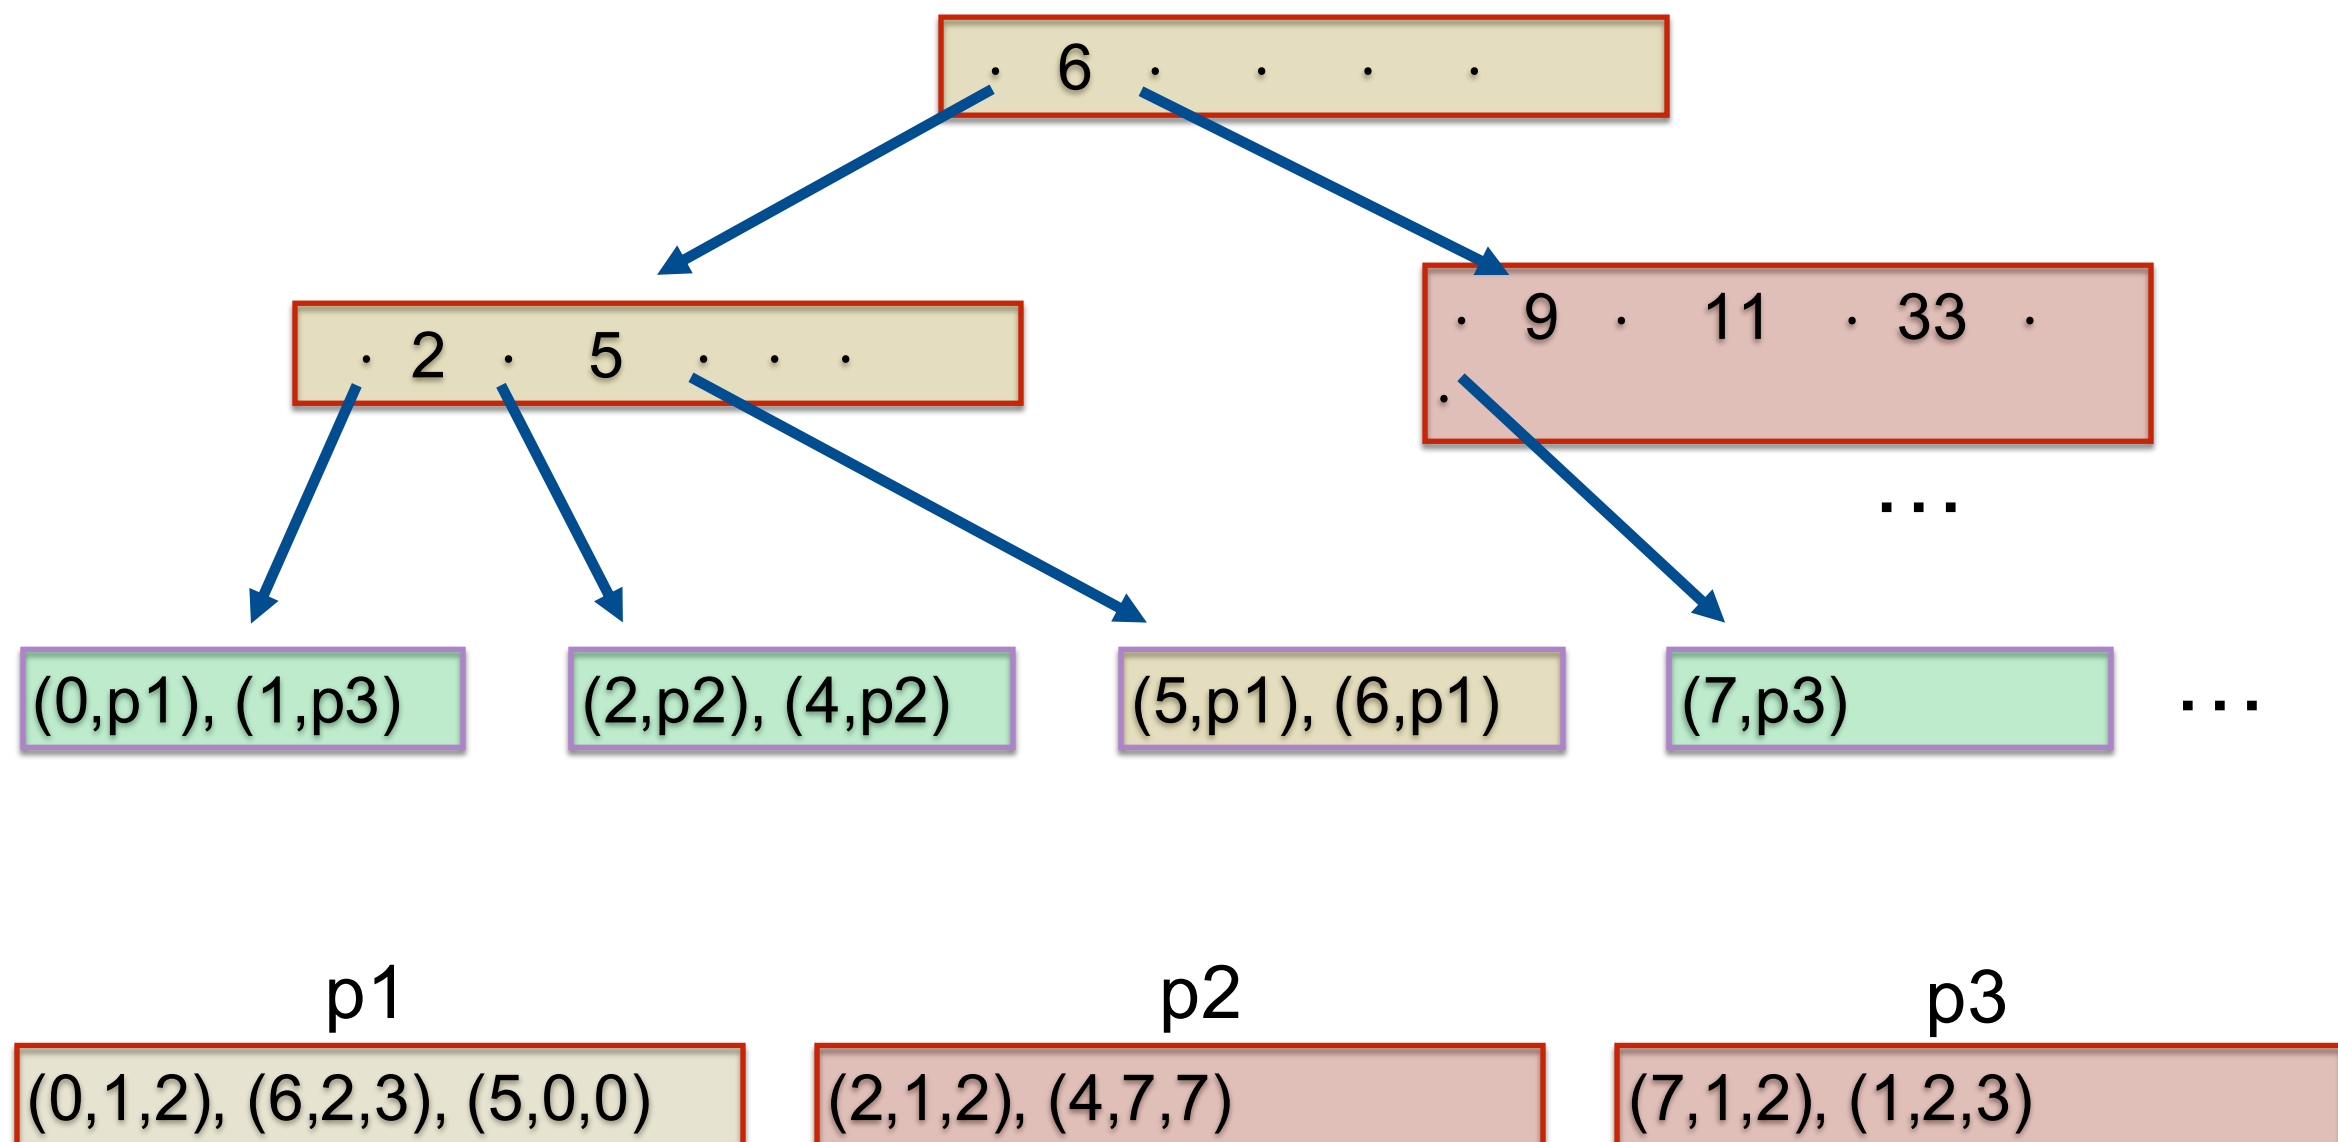 · 6 · · · ·
· 2 · 5 · · ·
· 9 · 11 · 33 ·
·
...
(0,p1), (1,p3)
(2,p2), (4,p2)
(5,p1), (6,p1)
(7,p3)
...
p1
p2
p3
(0,1,2), (6,2,3), (5,0,0)
(2,1,2), (4,7,7)
(7,1,2), (1,2,3)